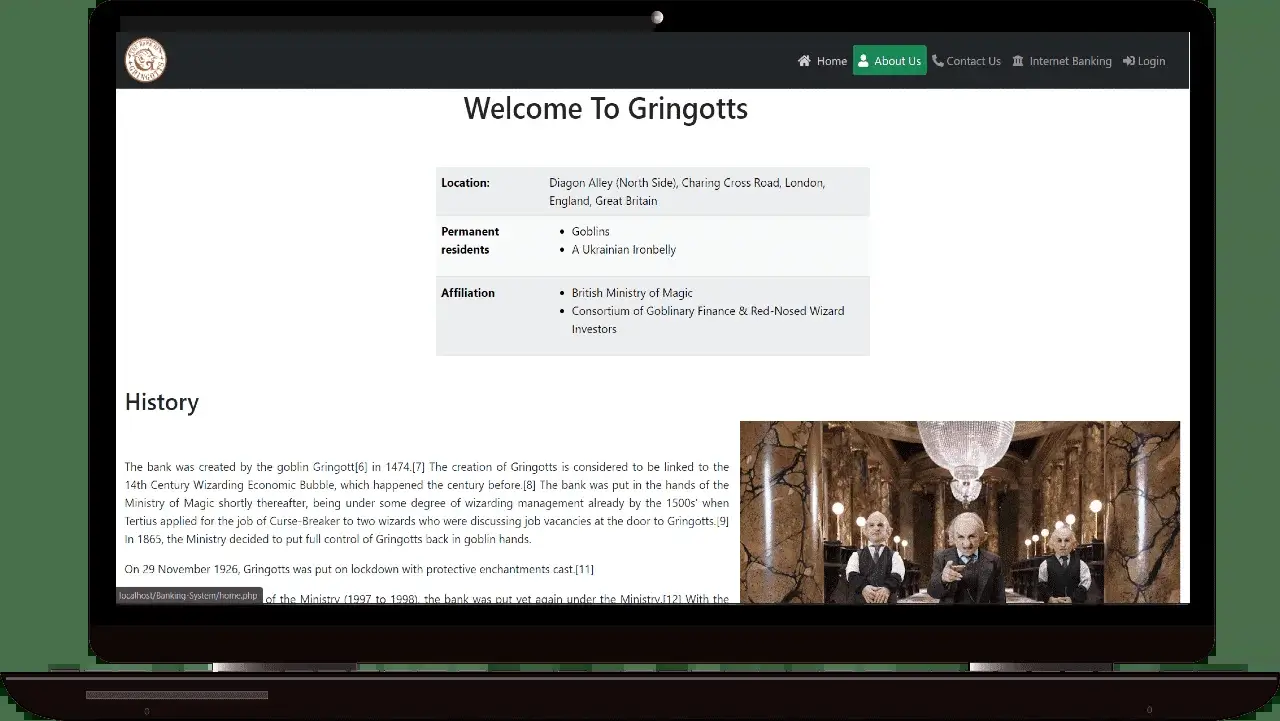 Home About Us Contact Us Internet Banking Login
Welcome To Gringotts
Location: Diagon Alley (North Side), Charing Cross Road, London,
England, Great Britain
Permanent
residents
• Goblins
• A Ukrainian Ironbelly
Affiliation
• British Ministry of Magic
• Consortium of Goblinary Finance & Red-Nosed Wizard
Investors
History
The bank was created by the goblin Gringott[6] in 1474.[7] The creation of Gringotts is considered to be linked to the
14th Century Wizarding Economic Bubble, which happened the century before.[8] The bank was put in the hands of the
Ministry of Magic shortly thereafter, being under some degree of wizarding management already by the 1500s' when
Tertius applied for the job of Curse-Breaker to two wizards who were discussing job vacancies at the door to Gringotts.[9]
In 1865, the Ministry decided to put full control of Gringotts back in goblin hands.
On 29 November 1926, Gringotts was put on lockdown with protective enchantments cast.[11]
of the Ministry (1997 to 1998), the bank was put yet again under the Ministry.[12] With the
localhost/Banking-System/home.php